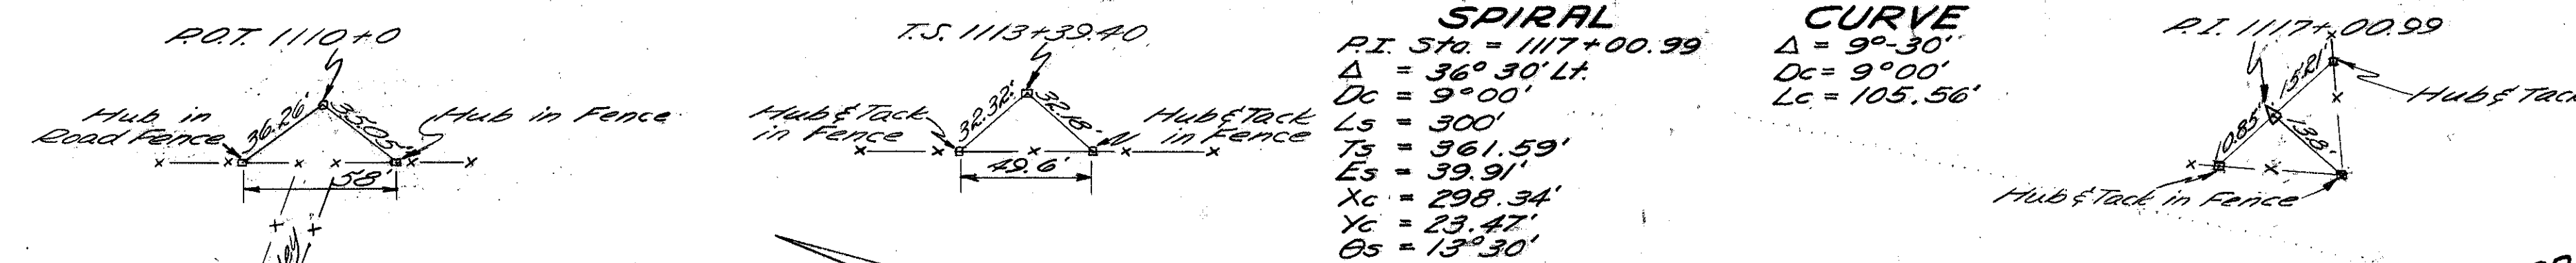 P.O.T. 1110+0
Hub in
Road Fence
36.26'
35.05'
Hub in Fence
58'
T.S. 1113+39.40
Hub & Tack
in Fence
32.32'
32.18'
Hub & Tack
in Fence
49.6'
SPIRAL
P.I. Sta. = 1117+00.99
Δ = 36° 30' Lt.
Dc = 9°00'
Ls = 300'
Ts = 361.59'
Es = 39.91'
Xc = 298.34'
Yc = 23.47'
Θs = 13°30'
CURVE
Δ = 9°-30'
Dc = 9°00'
Lc = 105.56'
P.I. 1117+00.99
15.21'
Hub & Tack
10.85'
13.8'
Hub & Tack in Fence